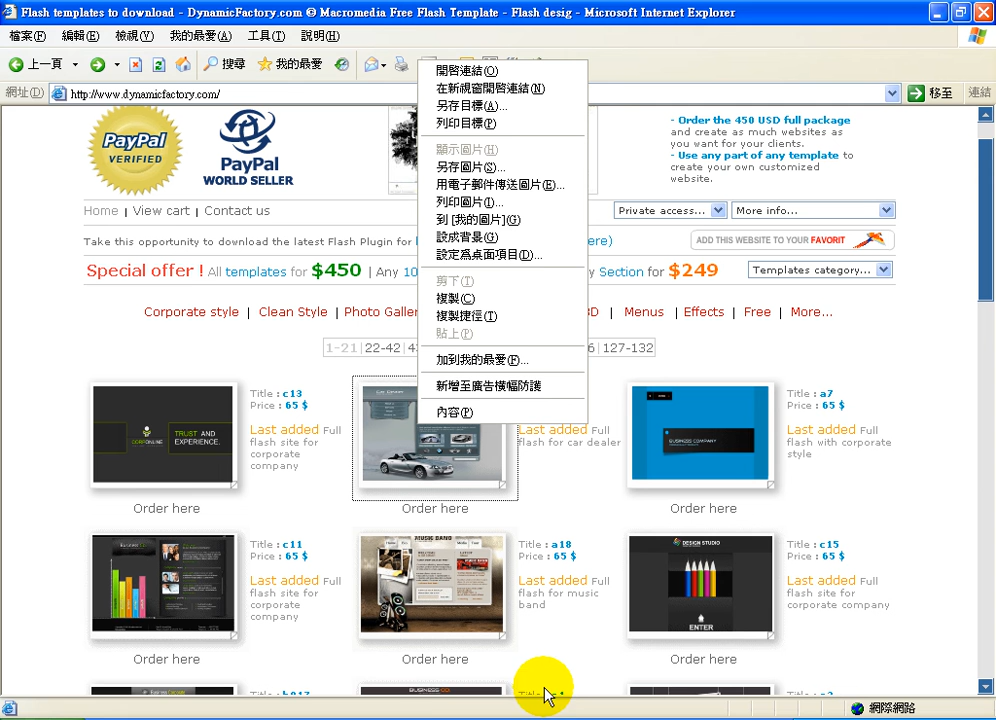 Flash templates to download - DynamicFactory.com @ Macromedia Free Flash Template - Flash desig - Microsoft Internet Explorer
檔案(F) 編輯(E) 檢視(V) 我的最愛(A) 工具(T) 說明(H)
上一頁 搜尋 我的最愛
網址(D) http://www.dynamicfactory.com/ 移至 連結
開啓連結(O)
在新視窗開啓連結(N)
另存目標(A)...
列印目標(P)
顯示圖片(H)
另存圖片(S)...
用電子郵件傳送圖片(E)...
列印圖片(I)...
到 [我的圖片](G)
設成背景(G)
設定爲桌面項目(D)...
剪下(T)
複製(C)
複製捷徑(T)
貼上(P)
加到我的最愛(F)...
新增至廣告橫幅防護
內容(P)
PayPal
VERIFIED
PayPal
WORLD SELLER
- Order the 450 USD full package
and create as much websites as
you want for your clients.
- Use any part of any template to
create your own customized
website.
Home | View cart | Contact us
Private access... More info...
Take this opportunity to download the latest Flash Plugin for
ere)
ADD THIS WEBSITE TO YOUR FAVORIT
Special offer ! All templates for $450 | Any 10
y Section for $249
Templates category...
Corporate style | Clean Style | Photo Galler
3D | Menus | Effects | Free | More...
1-21 | 22-42 | 4
6 | 127-132
CORPONLINE
TRUST AND
EXPERIENCE.
Title : c13
Price : 65 $
Last added Full
flash site for
corporate
company
Order here
Last added Full
flash for car dealer
Order here
BUSINESS COMPANY
Title : a7
Price : 65 $
Last added Full
flash with corporate
style
Order here
Title : c11
Price : 65 $
Last added Full
flash site for
corporate
company
Order here
MUSIC BAND
Title : a18
Price : 65 $
Last added Full
flash for music
band
Order here
DESIGN STUDIO
ENTER
Title : c15
Price : 65 $
Last added Full
flash site for
corporate company
Order here
網際網路